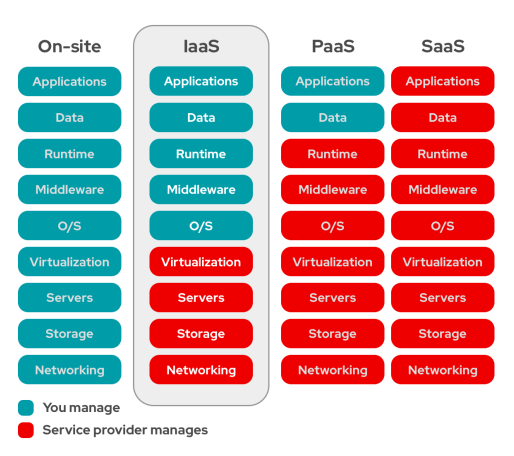 On-site IaaS PaaS SaaS
Applications Applications Applications Applications
Data Data Data Data
Runtime Runtime Runtime Runtime
Middleware Middleware Middleware Middleware
O/S O/S O/S O/S
Virtualization Virtualization Virtualization Virtualization
Servers Servers Servers Servers
Storage Storage Storage Storage
Networking Networking Networking Networking
You manage
Service provider manages